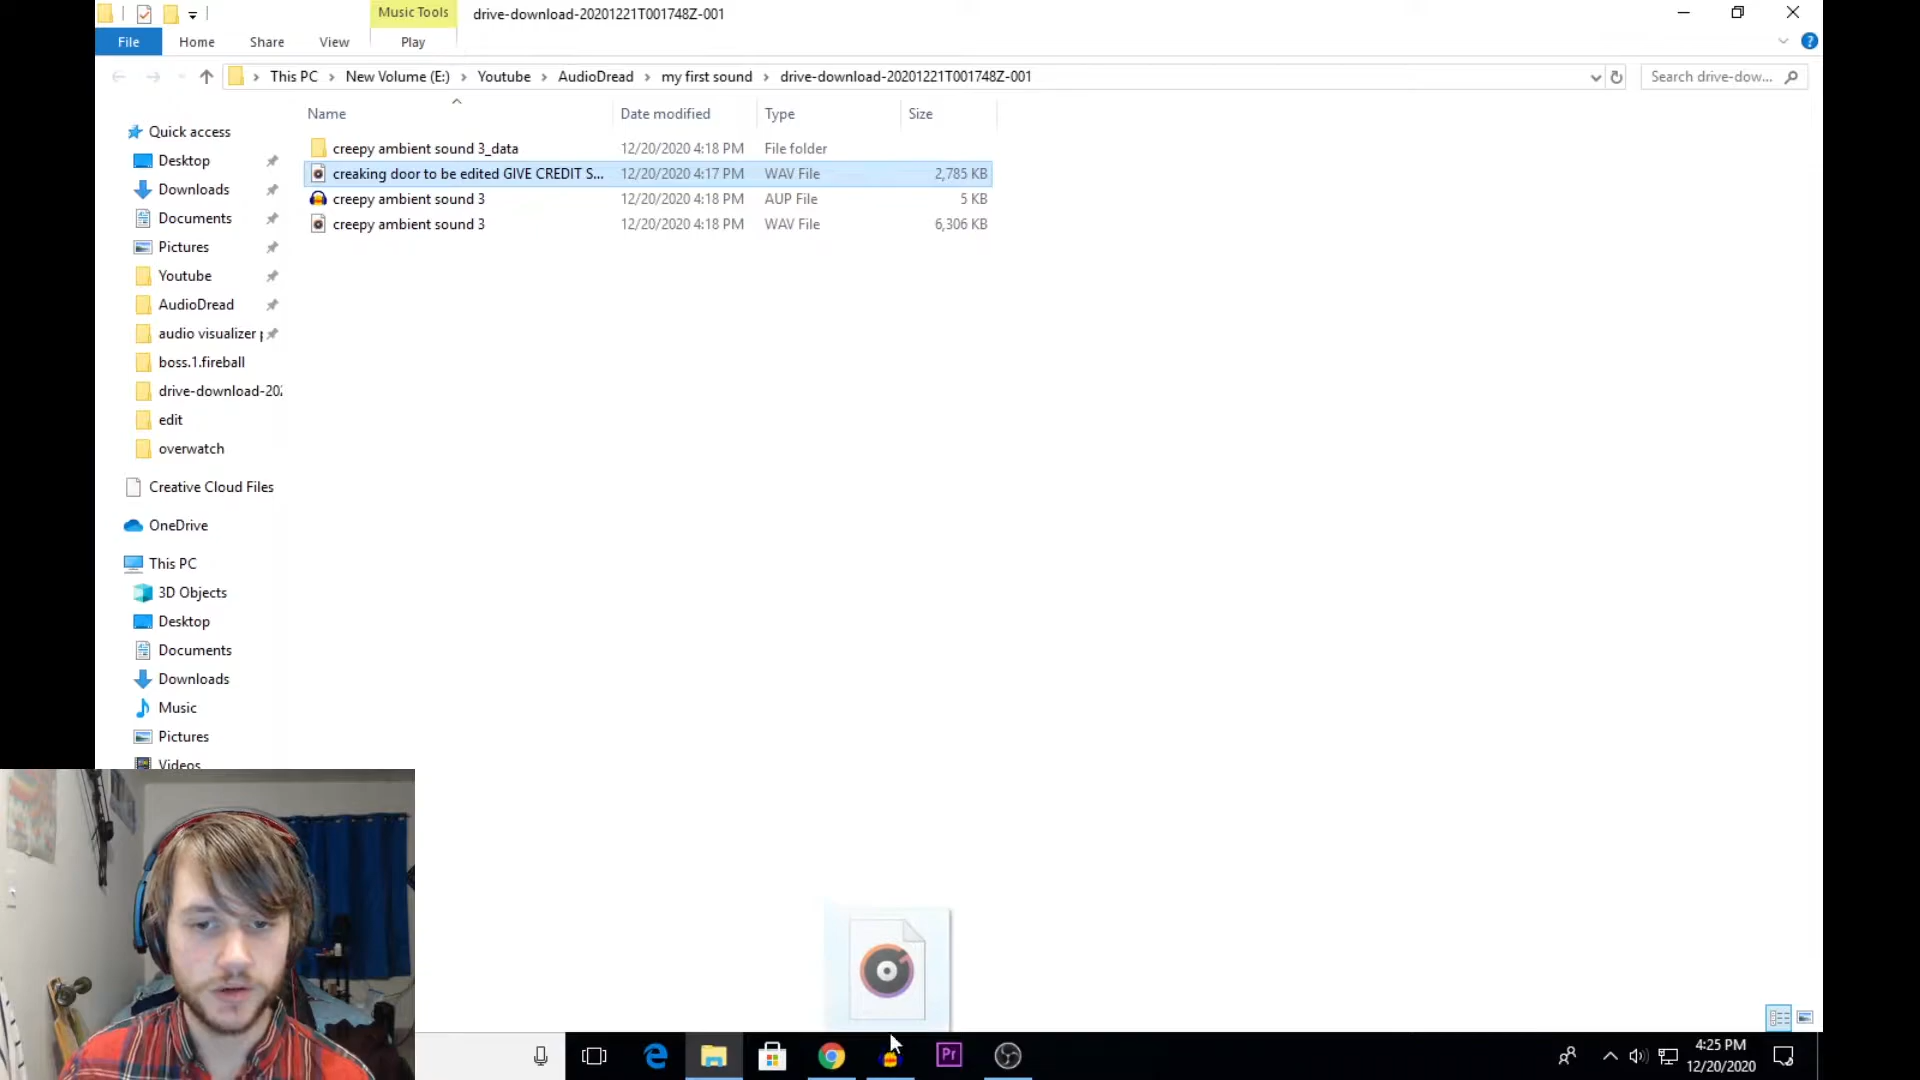 Music Tools
drive-download-20201221T001748Z-001
File
Home
Share
View
Play
This PC
New Volume (E:)
Youtube
AudioDread
my first sound
drive-download-20201221T001748Z-001
Search drive-dow...
Name
Date modified
Type
Size
creepy ambient sound 3_data
12/20/2020 4:18 PM
File folder
creaking door to be edited GIVE CREDIT S...
12/20/2020 4:17 PM
WAV File
2,785 KB
creepy ambient sound 3
12/20/2020 4:18 PM
AUP File
5 KB
creepy ambient sound 3
12/20/2020 4:18 PM
WAV File
6,306 KB
Quick access
Desktop
Downloads
Documents
Pictures
Youtube
AudioDread
audio visualizer
boss.1.fireball
drive-download-20
edit
overwatch
Creative Cloud Files
OneDrive
This PC
3D Objects
Desktop
Documents
Downloads
Music
Pictures
Videos
Pr
4:25 PM
12/20/2020